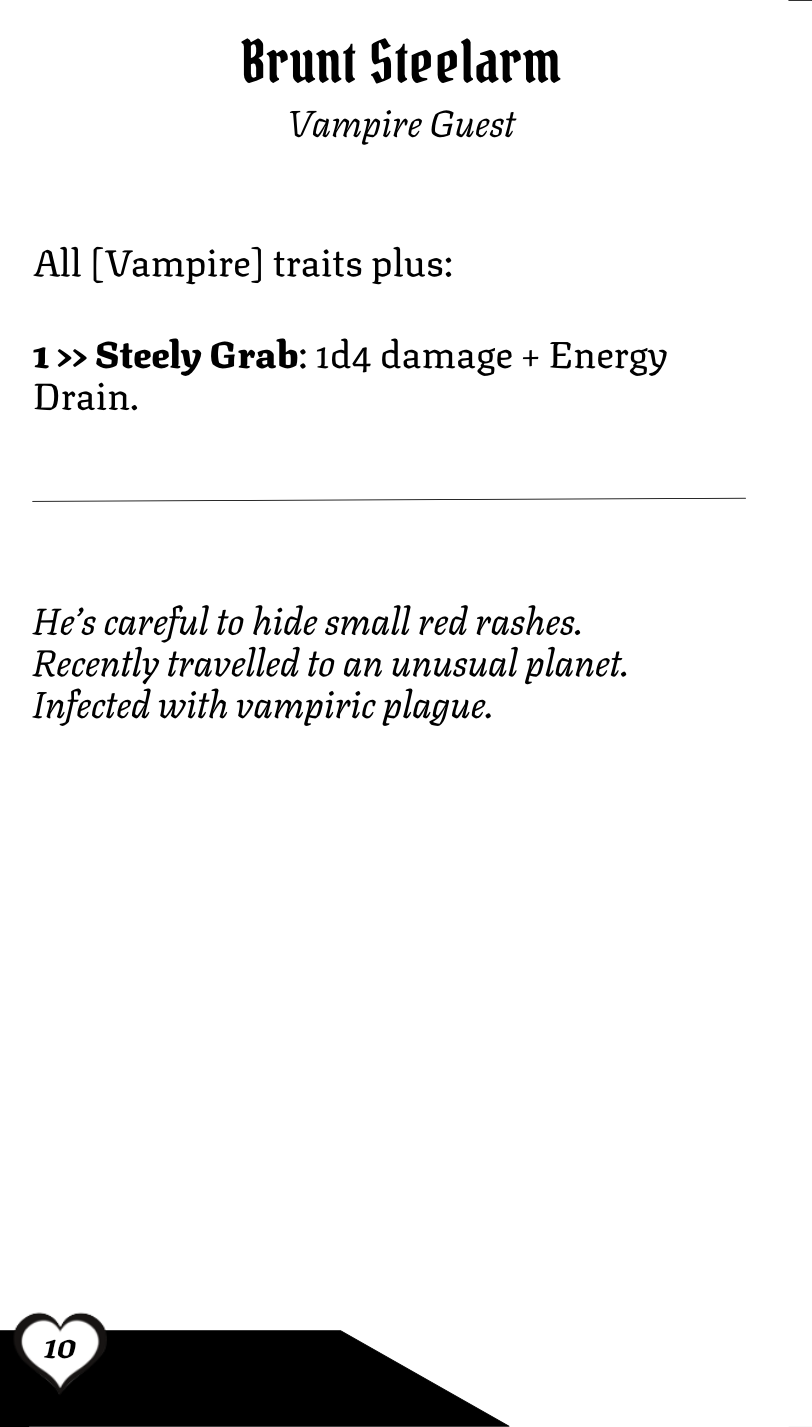 Brunt Steelarm
Vampire Guest
All [Vampire] traits plus:
1 >> Steely Grab: 1d4 damage + Energy
Drain.
He’s careful to hide small red rashes.
Recently travelled to an unusual planet.
Infected with vampiric plague.
10